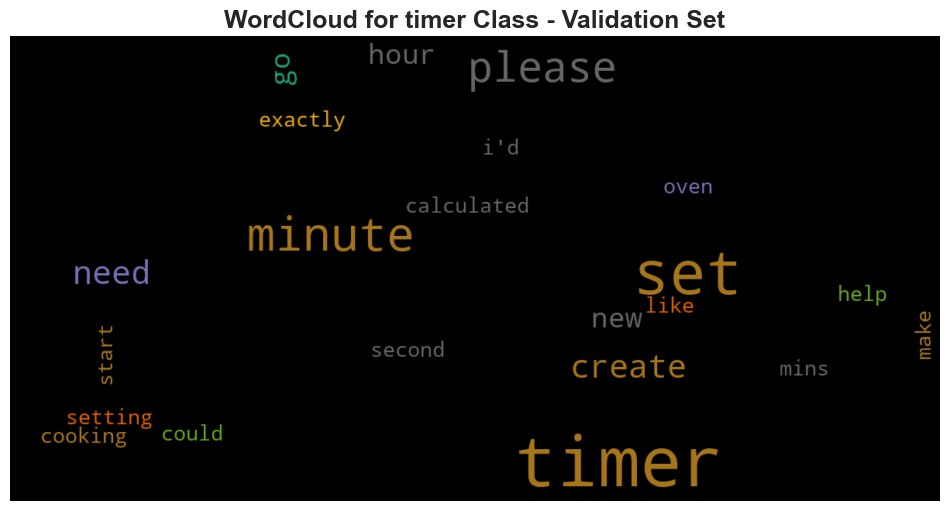 WordCloud for timer Class - Validation Set
hour
please
go
exactly
i'd
oven
calculated
minute
set
need
help
like
new
make
start
second
create
mins
setting
cooking
could
timer